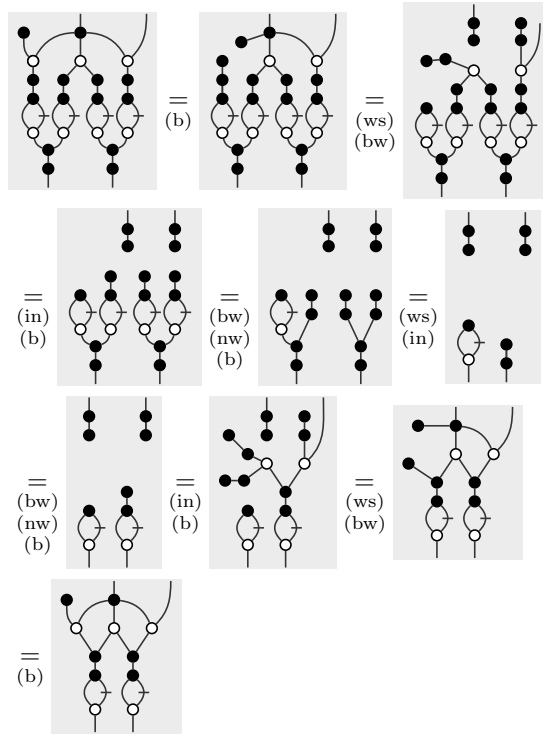 =
(b)
=
(ws)
(bw)
=
(in)
(b)
=
(bw)
(nw)
(b)
=
(ws)
(in)
=
(bw)
(nw)
(b)
=
(in)
(b)
=
(ws)
(bw)
=
(b)